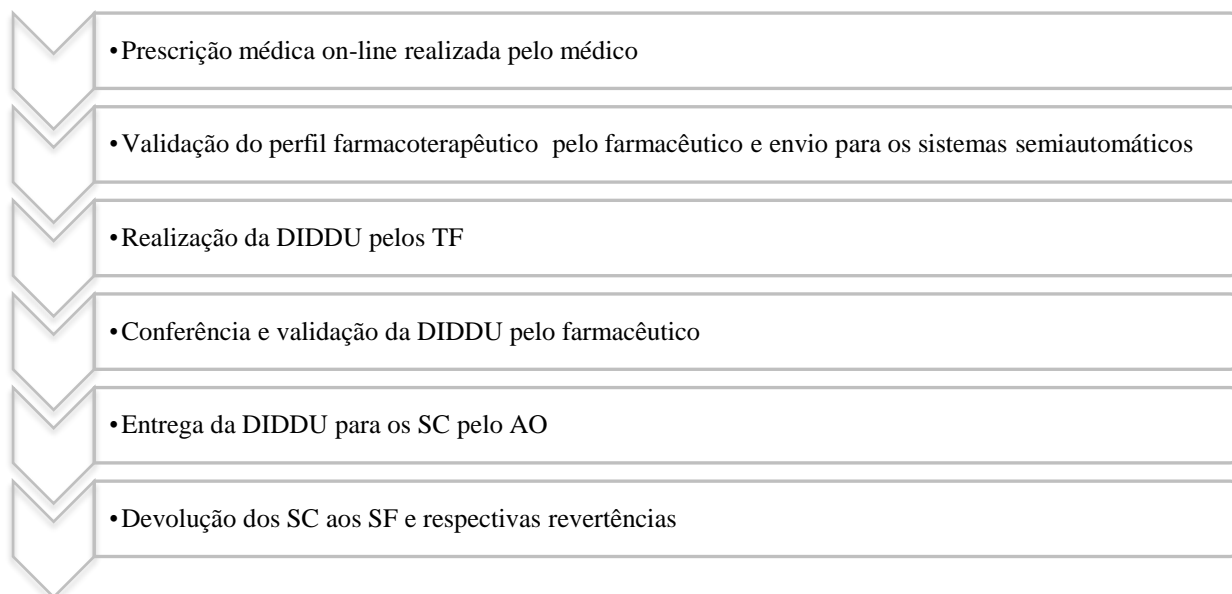 •Prescrição médica on-line realizada pelo médico
•Validação do perfil farmacoterapêutico pelo farmacêutico e envio para os sistemas semiautomáticos
•Realização da DIDDU pelos TF
•Conferência e validação da DIDDU pelo farmacêutico
•Entrega da DIDDU para os SC pelo AO
•Devolução dos SC aos SF e respectivas revertências